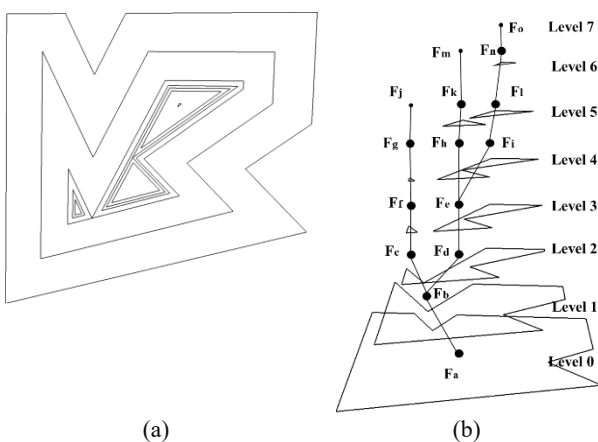 Fo Level 7
Fm Fn Level 6
Fj Fk Fl Level 5
Fg Fh Fi Level 4
Ff Fe Level 3
Fc Fd Level 2
Fb Level 1
Fa Level 0
(a) (b)